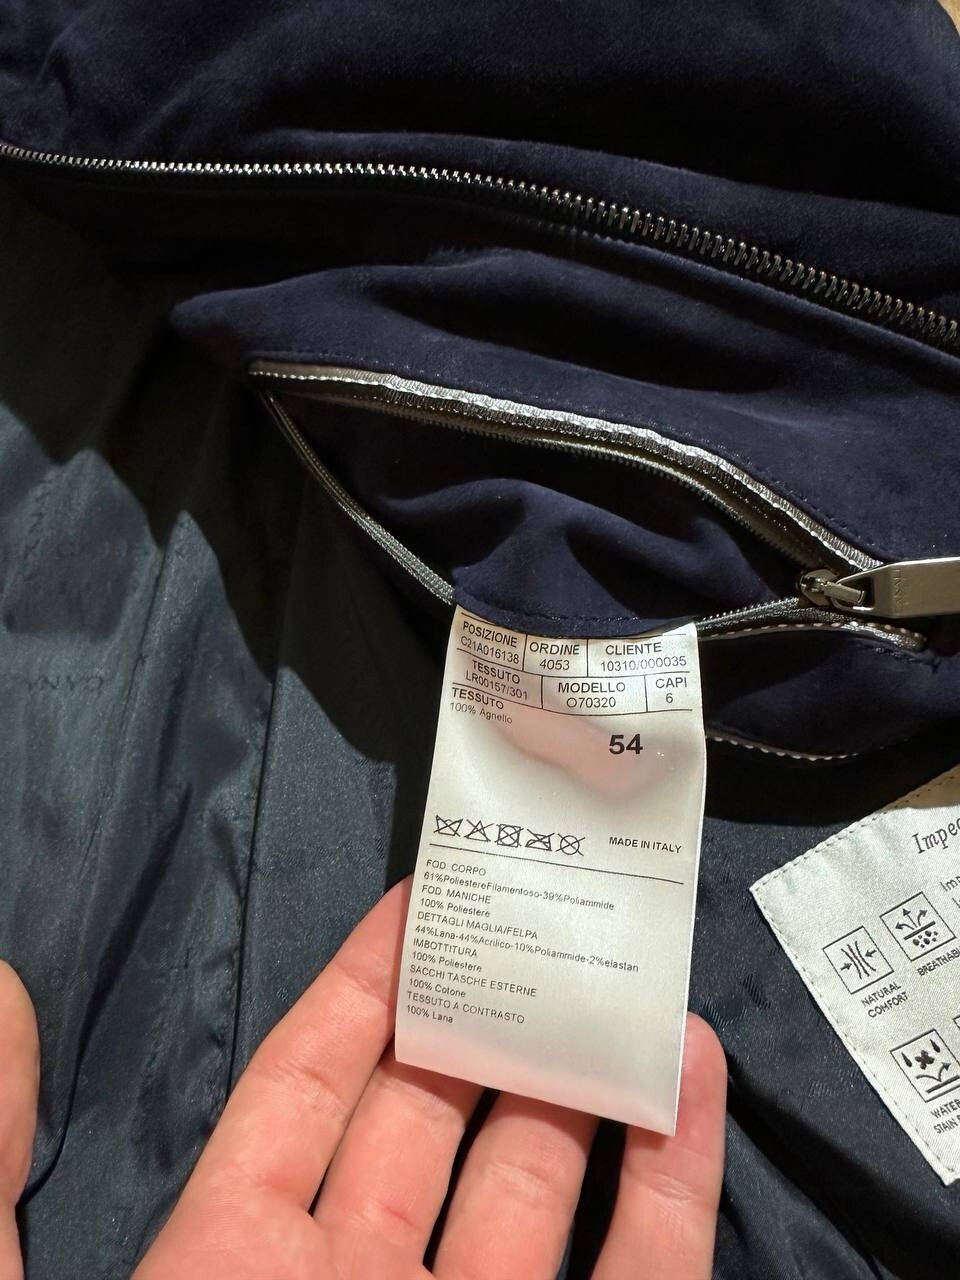 POSIZIONE ORDINE CLIENTE
C21A016138 4053 10310/000035
TESSUTO MODELLO CAPI
LR00157/301 O70320 6
TESSUTO
100% Agnello
54
MADE IN ITALY
FOD. CORPO
61%PoliestereFilamentoso-39%Poliammide
FOD. MANICHE
100% Poliestere
DETTAGLI MAGLIA/FELPA
44%Lana-44%Acrilico-10%Poliammide-2%elastan
IMBOTTITURA
100% Poliestere
SACCHI TASCHE ESTERNE
100% Cotone
TESSUTO A CONTRASTO
100% Lana
NATURAL
COMFORT